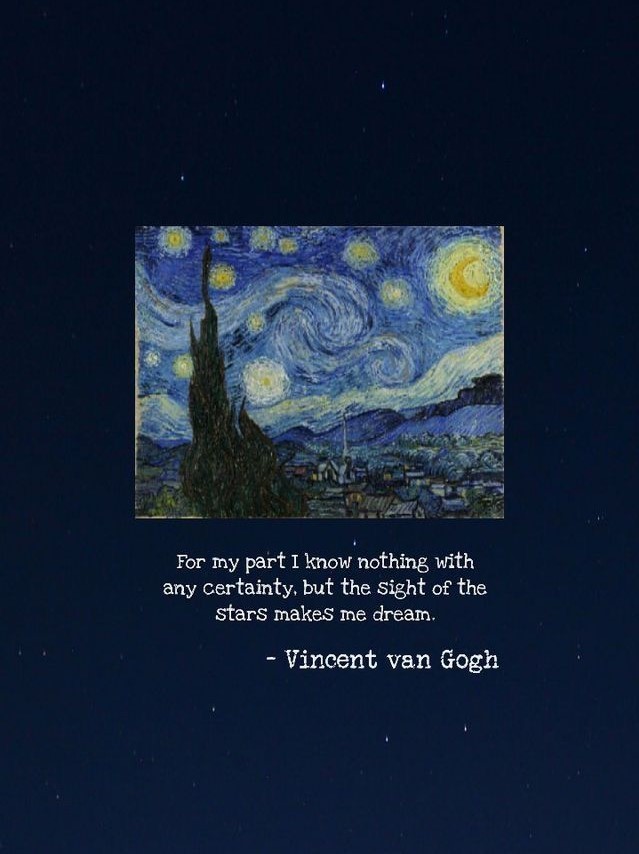 For my part I know nothing with
any certainty, but the sight of the
stars makes me dream.
- Vincent van Gogh